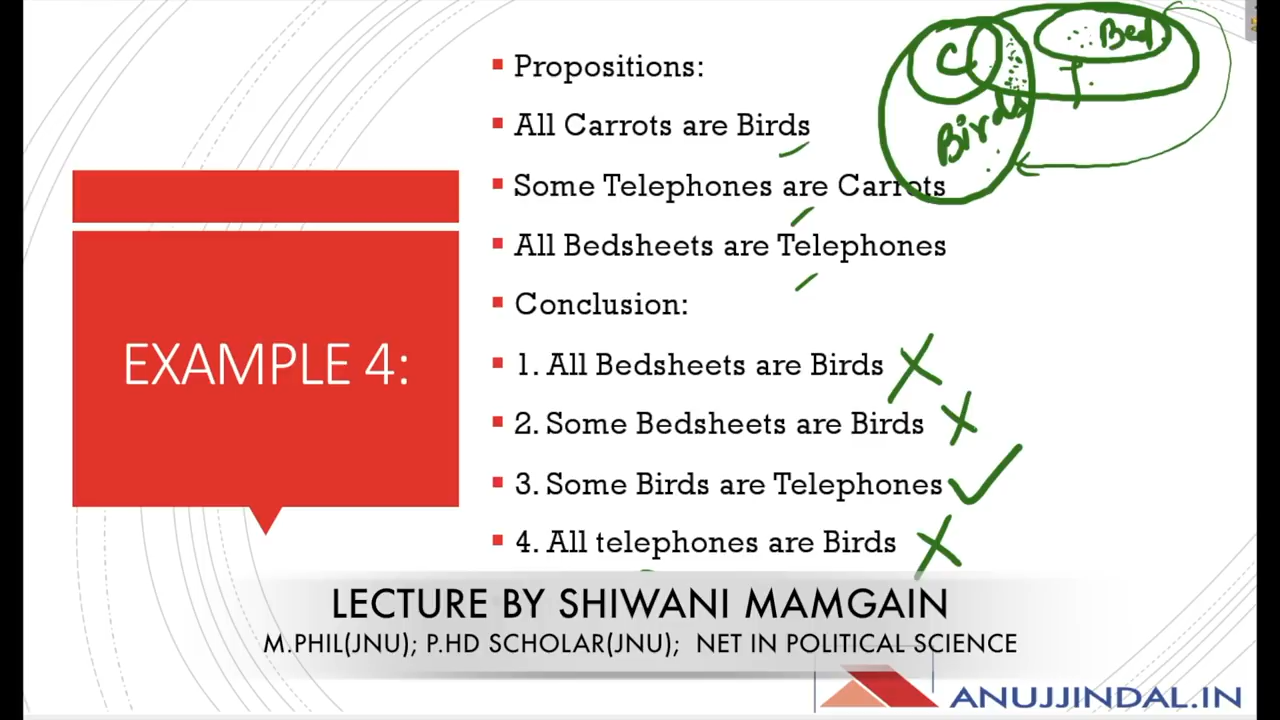 Propositions:
All Carrots are Birds
Some Telephones are Carrots
All Bedsheets are Telephones
Conclusion:
1. All Bedsheets are Birds
2. Some Bedsheets are Birds
3. Some Birds are Telephones
4. All telephones are Birds
EXAMPLE 4:
C
Birds
Bed
T
LECTURE BY SHIWANI MAMGAIN
M.PHIL(JNU); P.HD SCHOLAR(JNU); NET IN POLITICAL SCIENCE
ANUJJINDAL.IN